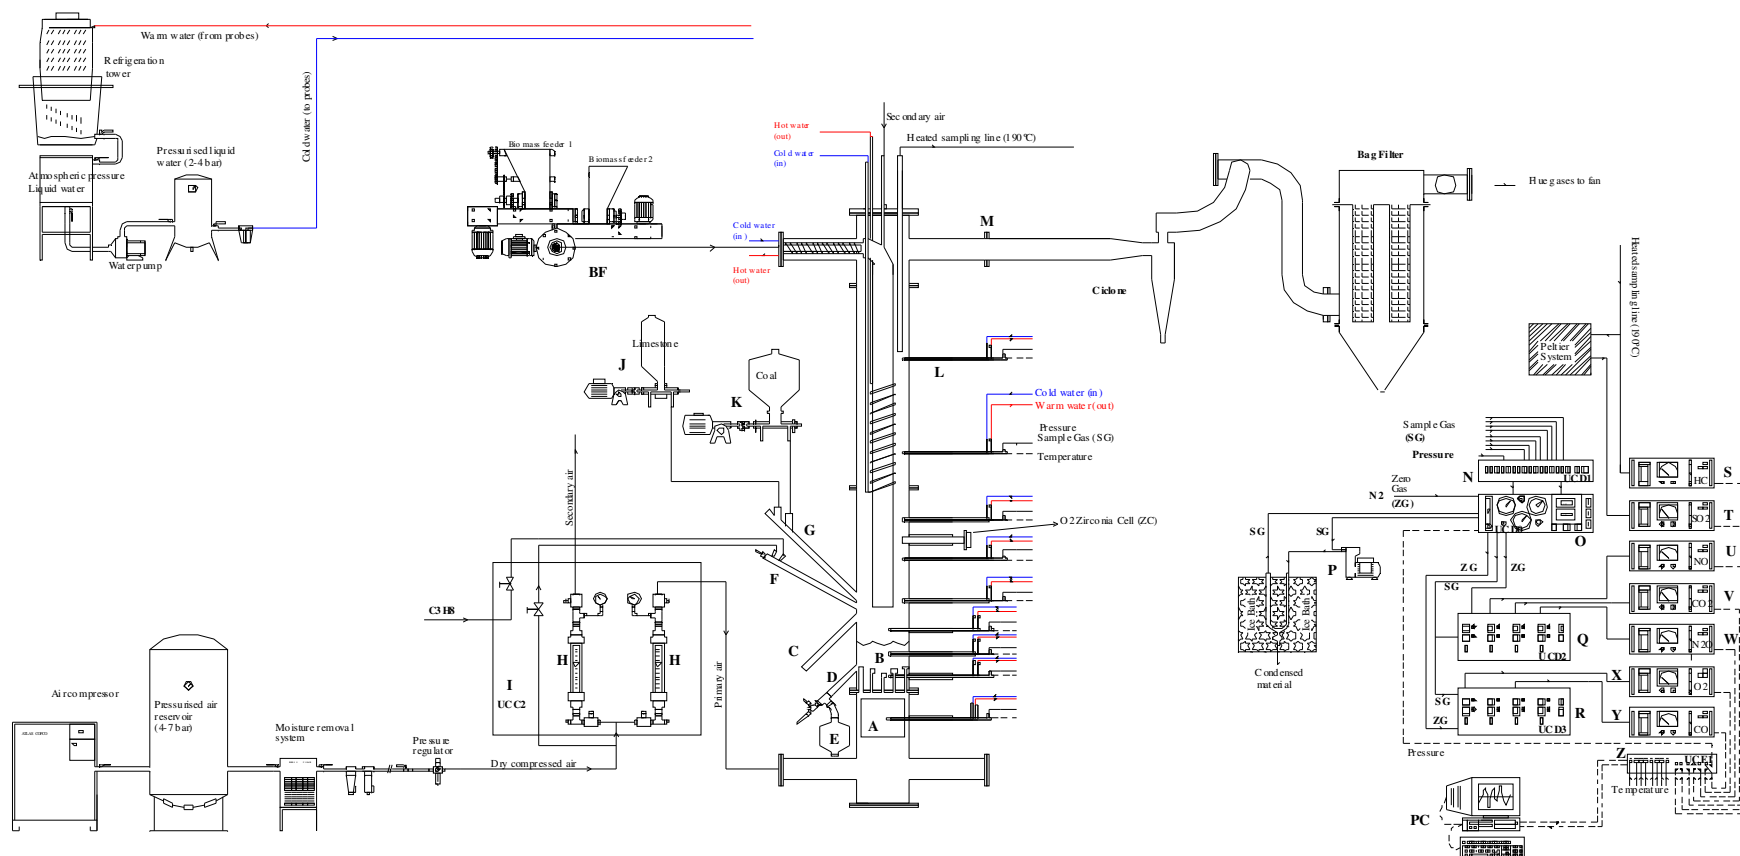 Warm water (from probes)
Refrigeration
tower
Cold water (to probes)
Pressurised liquid
water (2-4 bar)
Atmospheric pressure
Liquid water
Water pump
Biomass feeder 1
Biomass feeder 2
BF
Hot water
(out)
Cold water
(in)
Secondary air
Heated sampling line (190ºC)
Cold water
(in)
Hot water
(out)
M
Ciclone
Bag Filter
Flue gases to fan
Heated sampling line (190ºC)
Peltier
System
Limestone
J
Coal
K
L
Cold water (in)
Warm water (out)
Pressure
Sample Gas (SG)
Temperature
O2 Zirconia Cell (ZC)
Secondary air
G
F
C3H8
H
H
I
UCC2
Primary air
C
B
D
A
E
Air compressor
ATLAS COPCO
Pressurised air
reservoir
(4-7 bar)
Moisture removal
system
Pressure
regulator
Dry compressed air
Sample Gas
(SG)
Pressure
N
UCD1
Zero
Gas
(ZG)
N2
O
SG
SG
P
Ice Bath
Ice Bath
Condensed
material
ZG
ZG
SG
Q
UCD2
SG
ZG
R
UCD3
Pressure
S
HC
T
SO2
U
NO
V
CO2
W
N2O
X
O2
Y
CO
Z
UCE1
Temperature
PC